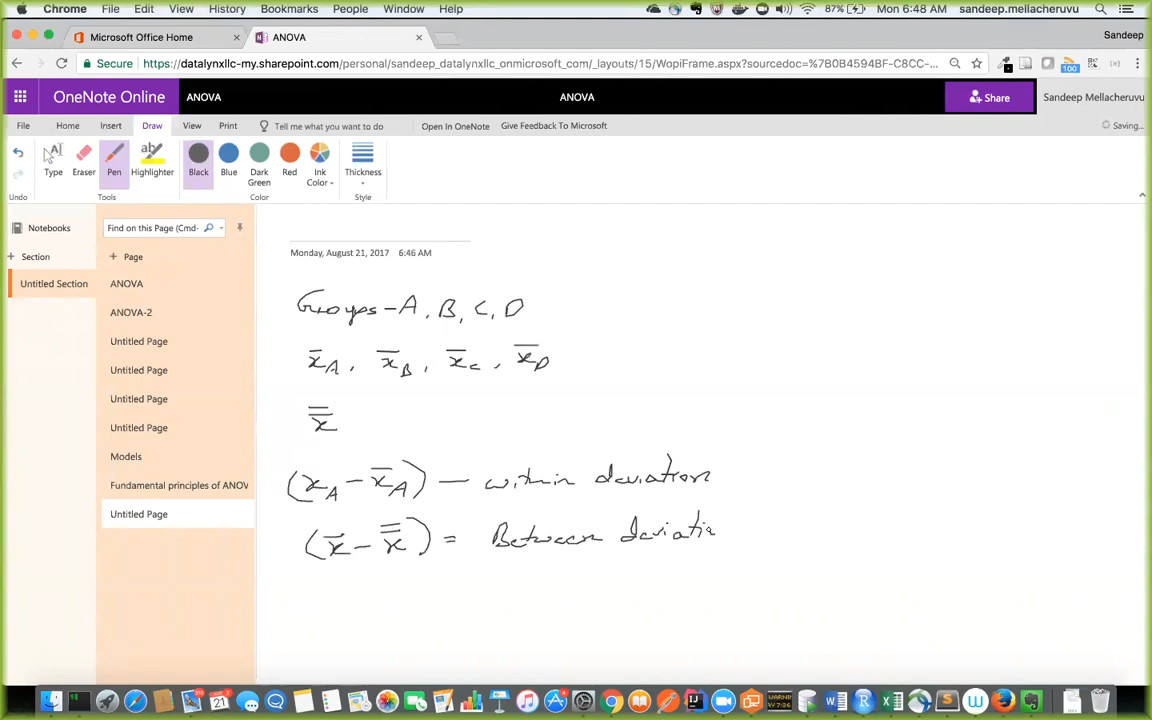 Chrome File Edit View History Bookmarks People Window Help 87% Mon 6:48 AM sandeep.mellacheruvu
Microsoft Office Home ANOVA Sandeep
Secure https://datalynxllc-my.sharepoint.com/personal/sandeep_datalynxllc_onmicrosoft_com/_layouts/15/WopiFrame.aspx?sourcedoc=%7B0B4594BF-C8CC-...
OneNote Online ANOVA ANOVA Share Sandeep Mellacheruvu
File Home Insert Draw View Print Tell me what you want to do Open In OneNote Give Feedback To Microsoft Saving...
Type Eraser Pen Highlighter Black Blue Dark Green Red Ink Color Thickness
Undo Tools Color Style
Notebooks Find on this Page (Cmd-
+ Section + Page
Untitled Section ANOVA
ANOVA-2
Untitled Page
Untitled Page
Untitled Page
Untitled Page
Models
Fundamental principles of ANOV
Untitled Page
Monday, August 21, 2017 6:46 AM
Groups - A, B, C, D
x̄A, x̄B, x̄C, x̄D
x̿
(xA - x̄A) — within deviation
(x̄ - x̿) = Between deviatio